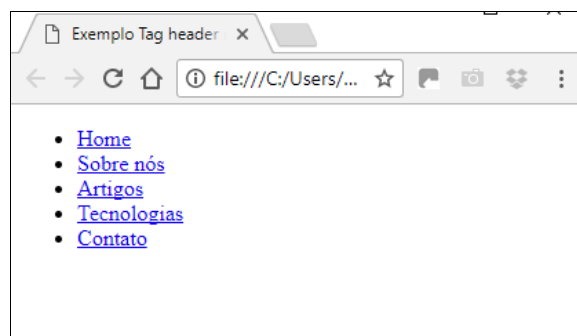 Exemplo Tag header
file:///C:/Users/...
Home
Sobre nós
Artigos
Tecnologias
Contato